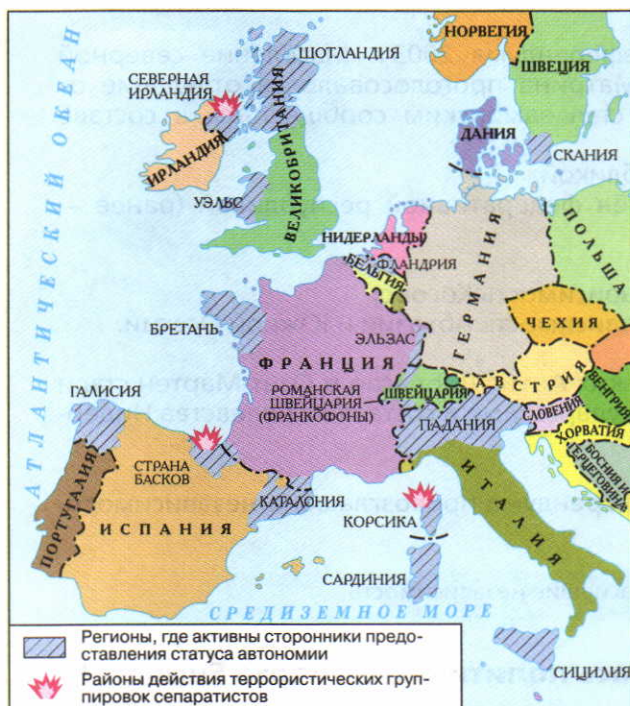 НОРВЕГИЯ
ШВЕЦИЯ
ШОТЛАНДИЯ
СЕВЕРНАЯ
ИРЛАНДИЯ
ИРЛАНДИЯ
ВЕЛИКОБРИТАНИЯ
УЭЛЬС
ДАНИЯ
СКАНИЯ
АТЛАНТИЧЕСКИЙ ОКЕАН
НИДЕРЛАНДЫ
ФЛАНДРИЯ
БЕЛЬГИЯ
ГЕРМАНИЯ
ПОЛЬША
ЧЕХИЯ
БРЕТАНЬ
ЭЛЬЗАС
ФРАНЦИЯ
РОМАНСКАЯ
ШВЕЙЦАРИЯ
(ФРАНКОФОНЫ)
ШВЕЙЦАРИЯ
АВСТРИЯ
ВЕНГРИЯ
СЛОВЕНИЯ
ХОРВАТИЯ
БОСНИЯ И
ГЕРЦЕГОВИНА
ПАДАНИЯ
ИТАЛИЯ
ГАЛИСИЯ
СТРАНА
БАСКОВ
ПОРТУГАЛИЯ
ИСПАНИЯ
КАТАЛОНИЯ
КОРСИКА
САРДИНИЯ
СРЕДИЗЕМНОЕ МОРЕ
СИЦИЛИЯ
Регионы, где активны сторонники предо-
ставления статуса автономии
Районы действия террористических груп-
пировок сепаратистов